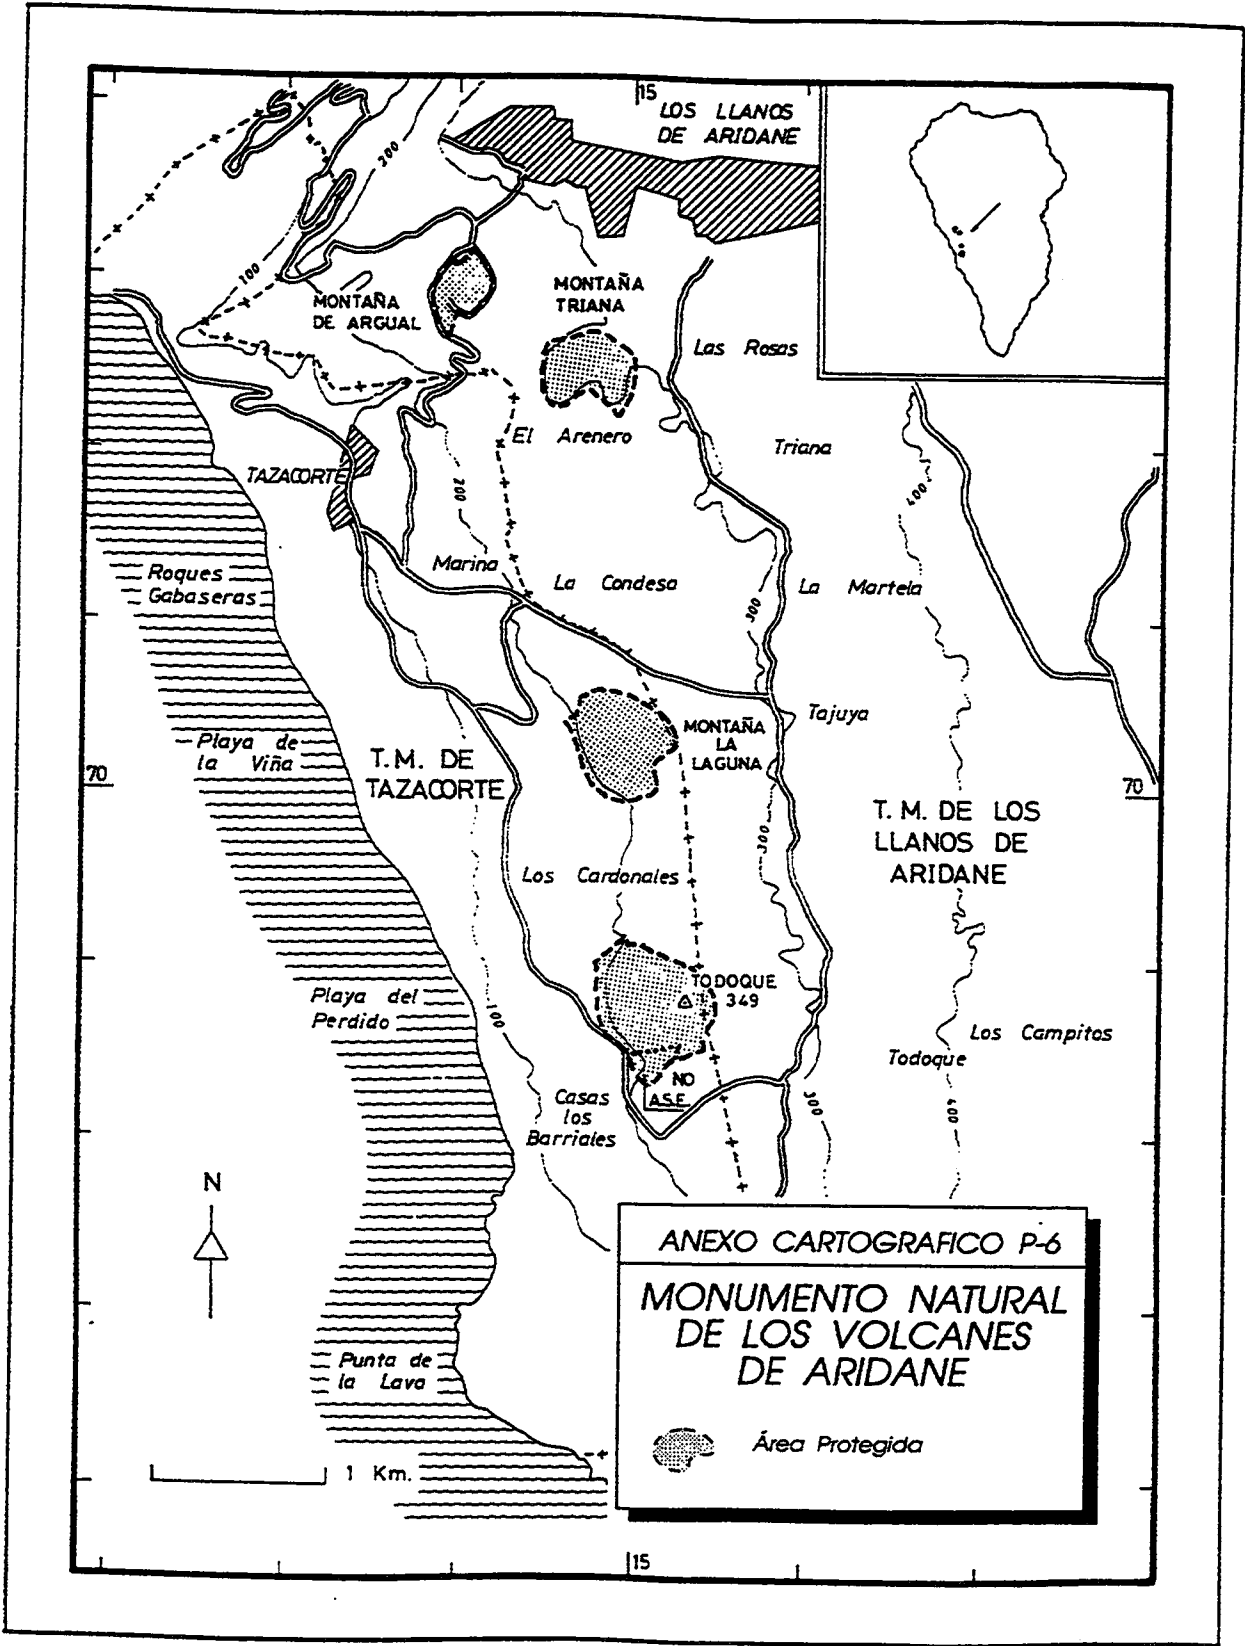 15
LOS LLANOS
DE ARIDANE
200
100
MONTAÑA
DE ARGUAL
MONTAÑA
TRIANA
Las Rosas
El Arenero
Triana
TAZACORTE
200
400
Roques
Gabaseras
Marina
La Condesa
La Martela
300
Tajuya
MONTAÑA
LA
LAGUNA
Playa de
la Viña
T.M. DE
TAZACORTE
70
70
T. M. DE LOS
LLANOS DE
ARIDANE
300
Los Cardonales
TODOQUE
349
Playa del
Perdido
100
Los Campitos
Todoque
NO
A.S.E.
Casas
los
Barriales
300
400
N
ANEXO CARTOGRAFICO P-6
MONUMENTO NATURAL
DE LOS VOLCANES
DE ARIDANE
Área Protegida
Punta de
la Lava
1 Km.
15